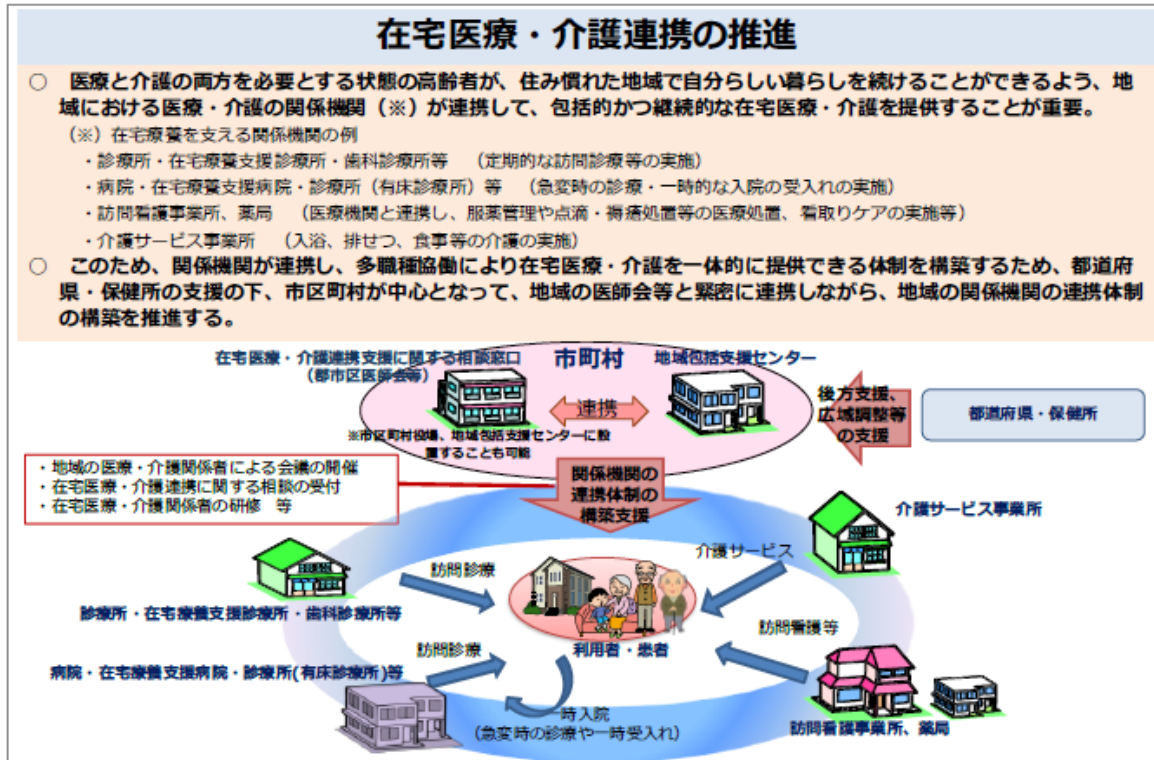 在宅医療・介護連携の推進
○　医療と介護の両方を必要とする状態の高齢者が、住み慣れた地域で自分らしい暮らしを続けることができるよう、地
域における医療・介護の関係機関（※）が連携して、包括的かつ継続的な在宅医療・介護を提供することが重要。
（※）在宅療養を支える関係機関の例
・診療所・在宅療養支援診療所・歯科診療所等　（定期的な訪問診療等の実施）
・病院・在宅療養支援病院・診療所（有床診療所）等　（急変時の診療・一時的な入院の受入れの実施）
・訪問看護事業所、薬局　（医療機関と連携し、服薬管理や点滴・褥瘡処置等の医療処置、看取りケアの実施等）
・介護サービス事業所　（入浴、排せつ、食事等の介護の実施）
○　このため、関係機関が連携し、多職種協働により在宅医療・介護を一体的に提供できる体制を構築するため、都道府
県・保健所の支援の下、市区町村が中心となって、地域の医師会等と緊密に連携しながら、地域の関係機関の連携体制
の構築を推進する。
在宅医療・介護連携支援に関する相談窓口
（郡市区医師会等）
市町村
地域包括支援センター
連携
※市区町村役場、地域包括支援センターに設
置することも可能
後方支援、
広域調整等
の支援
都道府県・保健所
・地域の医療・介護関係者による会議の開催
・在宅医療・介護連携に関する相談の受付
・在宅医療・介護関係者の研修　等
関係機関の
連携体制の
構築支援
介護サービス事業所
介護サービス
訪問診療
診療所・在宅療養支援診療所・歯科診療所等
利用者・患者
訪問看護等
訪問診療
病院・在宅療養支援病院・診療所(有床診療所)等
時入院
（急変時の診療や一時受入れ）
訪問看護事業所、薬局